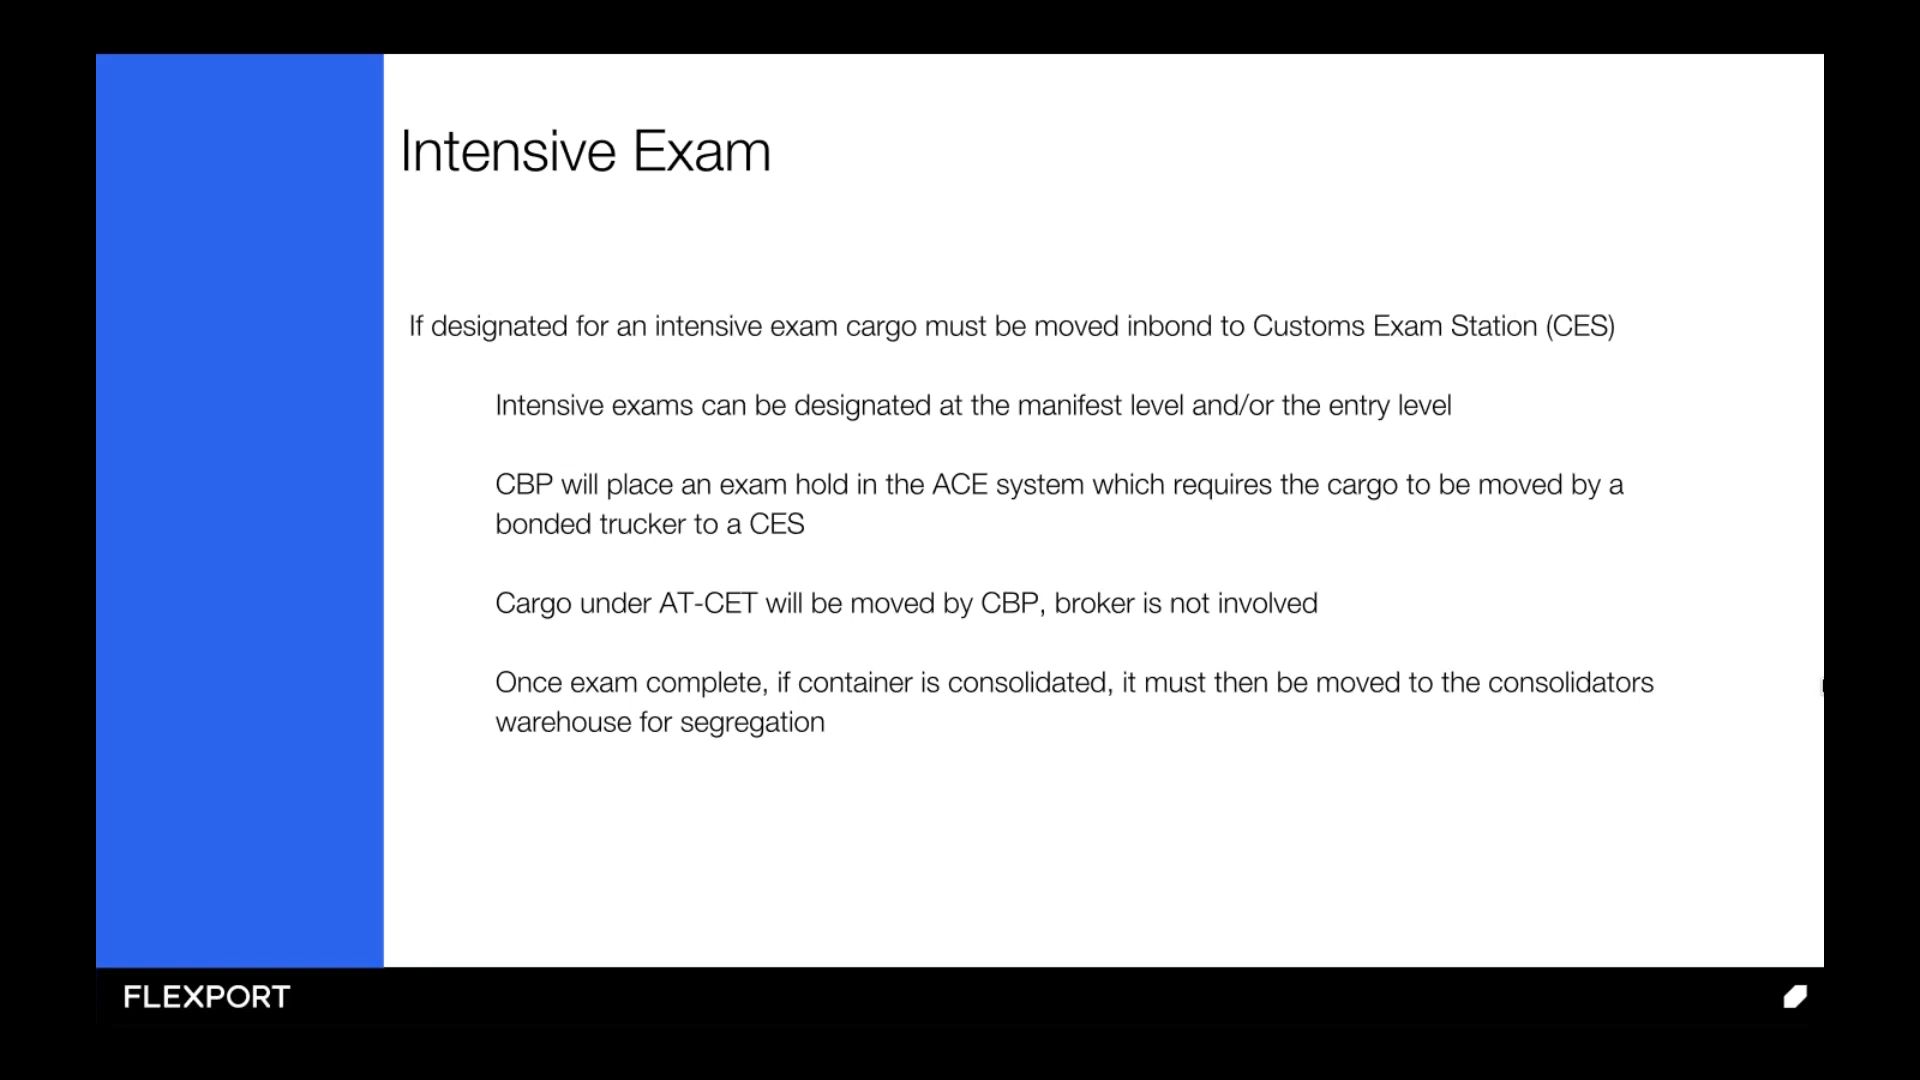 Intensive Exam
If designated for an intensive exam cargo must be moved inbond to Customs Exam Station (CES)
Intensive exams can be designated at the manifest level and/or the entry level
CBP will place an exam hold in the ACE system which requires the cargo to be moved by a
bonded trucker to a CES
Cargo under AT-CET will be moved by CBP, broker is not involved
Once exam complete, if container is consolidated, it must then be moved to the consolidators
warehouse for segregation
FLEXPORT